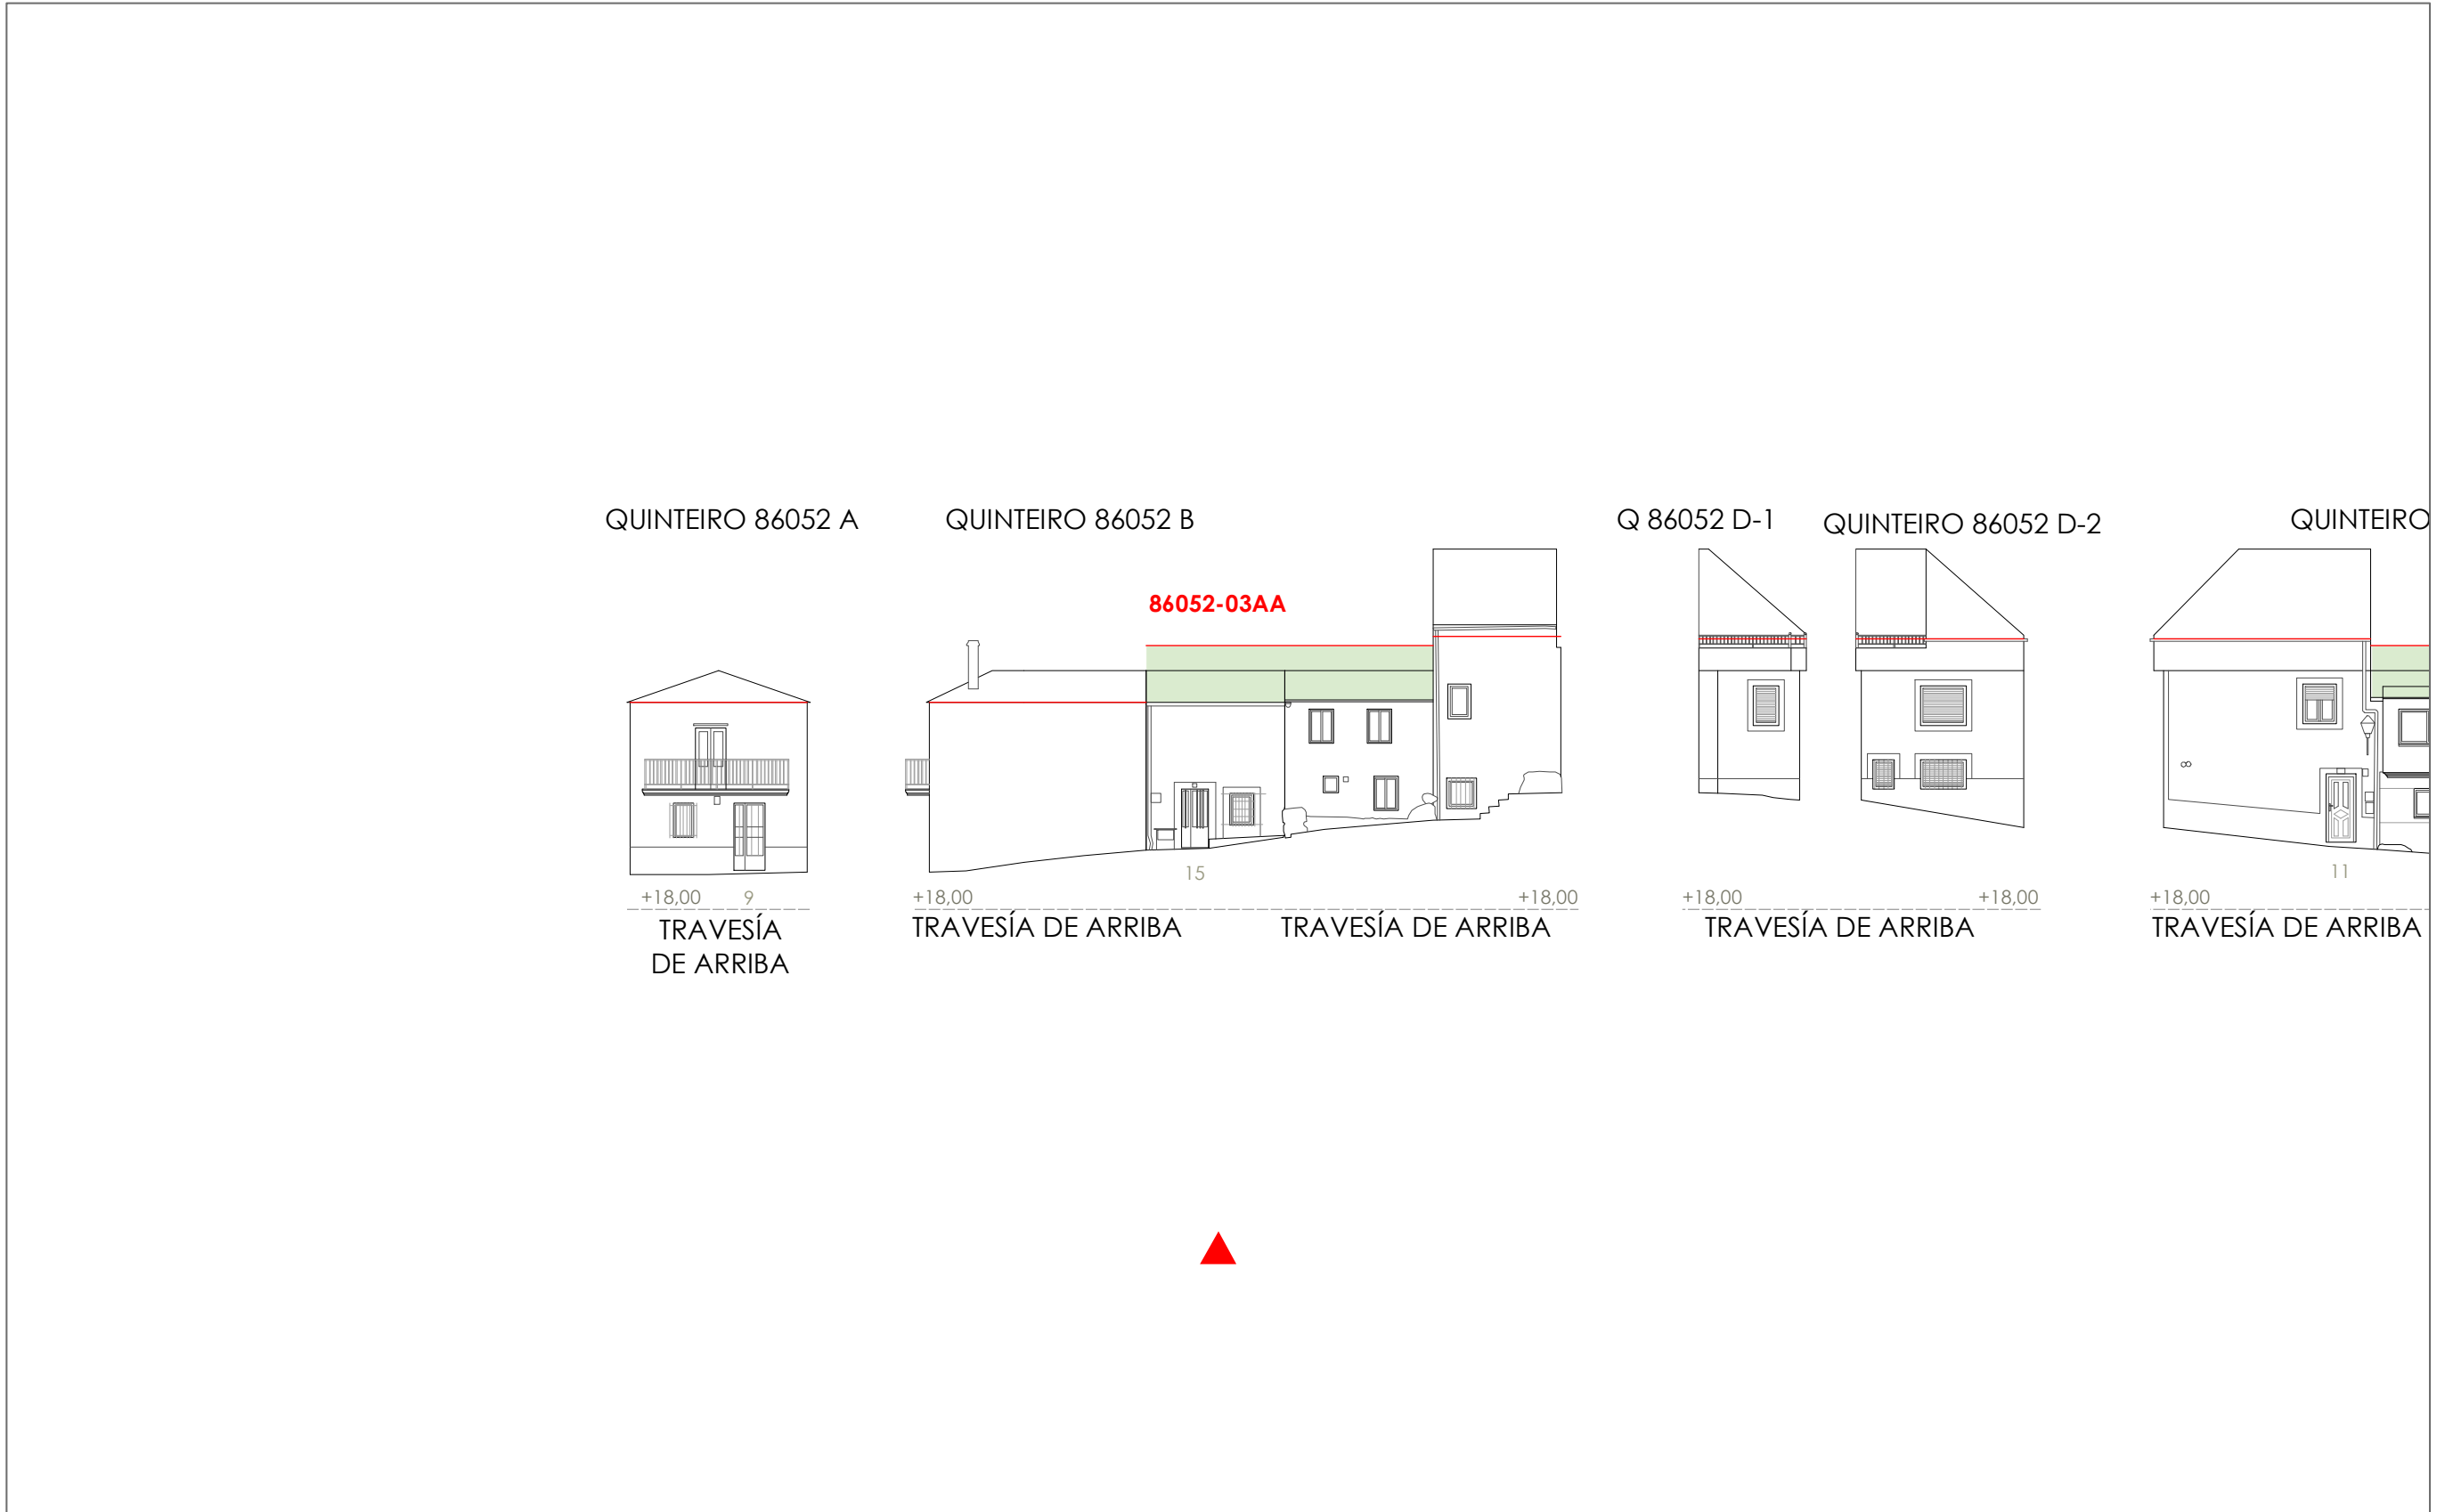 QUINTEIRO 86052 A
QUINTEIRO 86052 B
Q 86052 D-1
QUINTEIRO 86052 D-2
QUINTEIRO
86052-03AA
15
11
+18,00
9
+18,00
+18,00
+18,00
+18,00
+18,00
TRAVESÍA
DE ARRIBA
TRAVESÍA DE ARRIBA
TRAVESÍA DE ARRIBA
TRAVESÍA DE ARRIBA
TRAVESÍA DE ARRIBA